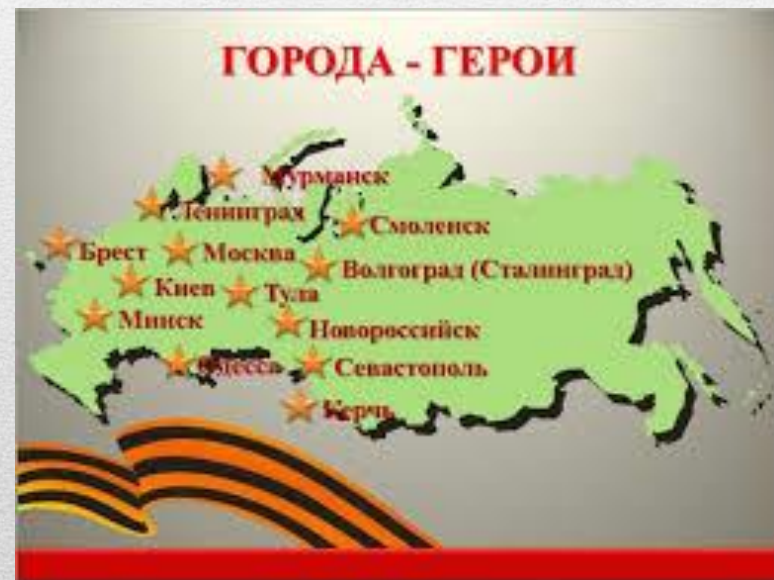 ГОРОДА - ГЕРОИ
Мурманск
Ленинград
Смоленск
Брест
Москва
Волгоград (Сталинград)
Киев
Тула
Минск
Новороссийск
Одесса
Севастополь
Керчь